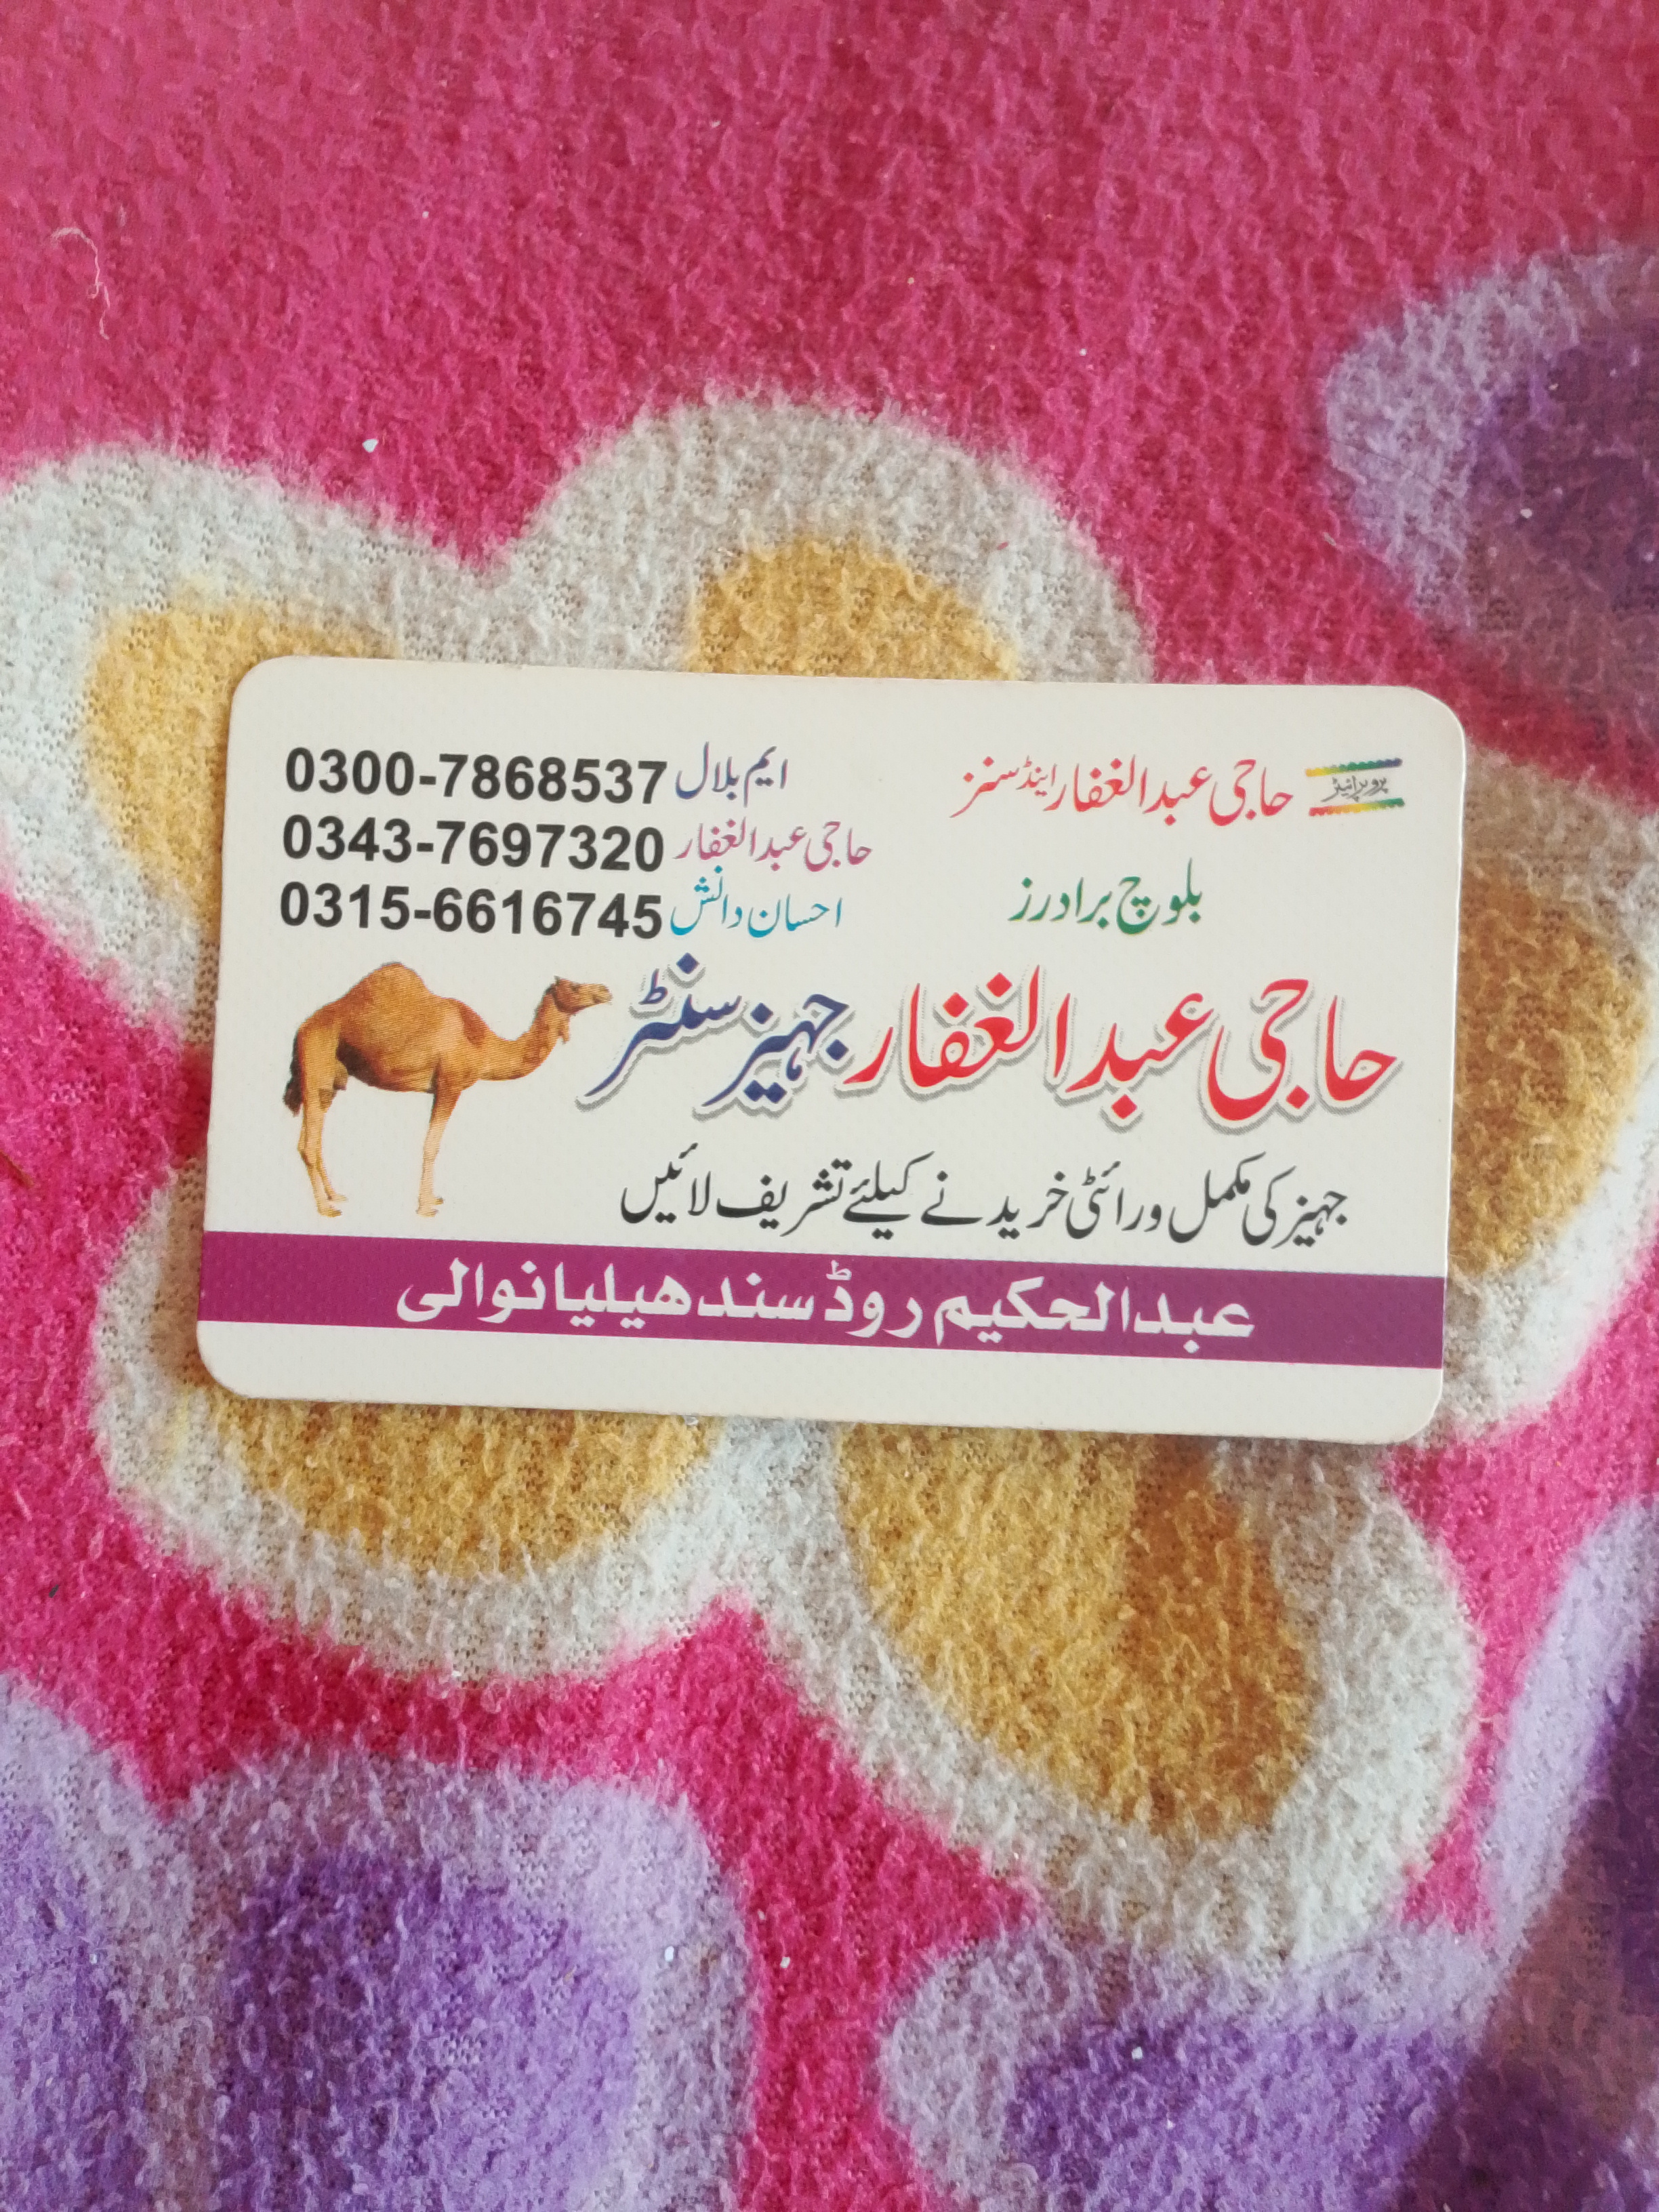 پروپرائیٹر حاجی عبدالغفار اینڈ سنز
بلوچ برادرز
ایم بلال 0300-7868537
حاجی عبدالغفار 0343-7697320
احسان دانش 0315-6616745
حاجی عبدالغفار جہیز سنٹر
جہیز کی مکمل ورائٹی خریدنے کیلئے تشریف لائیں
عبدالحکیم روڈ سندھیلیانوالی